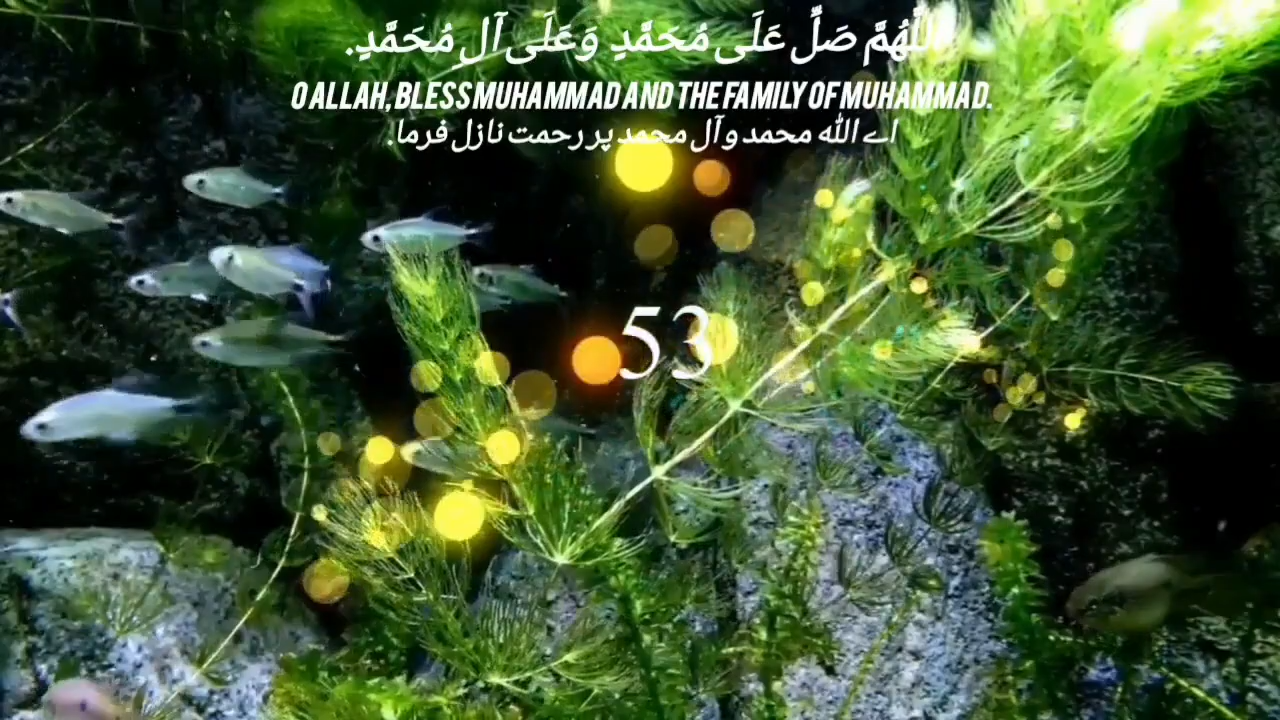 اللَّهُمَّ صَلِّ عَلَى مُحَمَّدٍ وَعَلَى آلِ مُحَمَّدٍ.
O ALLAH, BLESS MUHAMMAD AND THE FAMILY OF MUHAMMAD.
اے اللہ محمد و آل محمد پر رحمت نازل فرما.
53